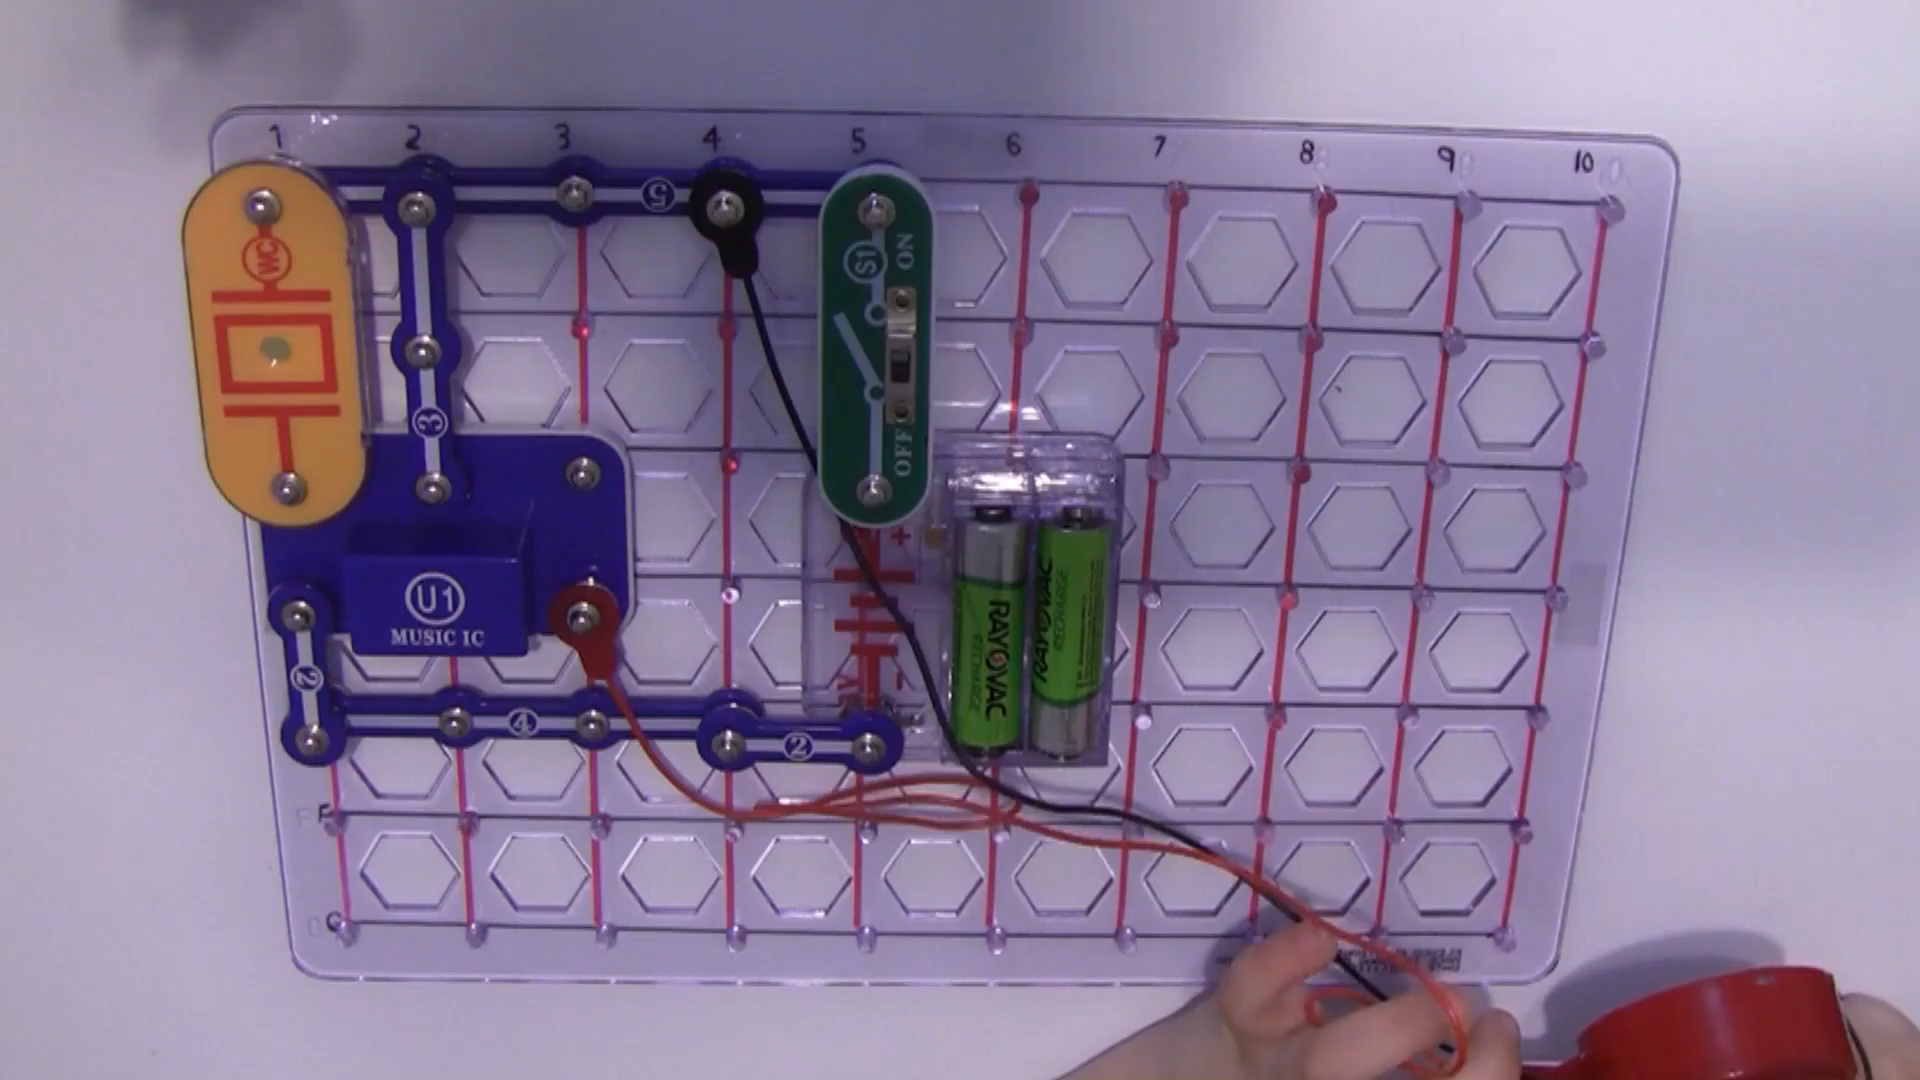 1 2 3 4 5 6 7 8 9 10
5
WC
S1
ON
OFF
3
+
-
U1
MUSIC IC
RAYOVAC
RECHARGE
RAYOVAC
RECHARGE
2
4
2
F
G